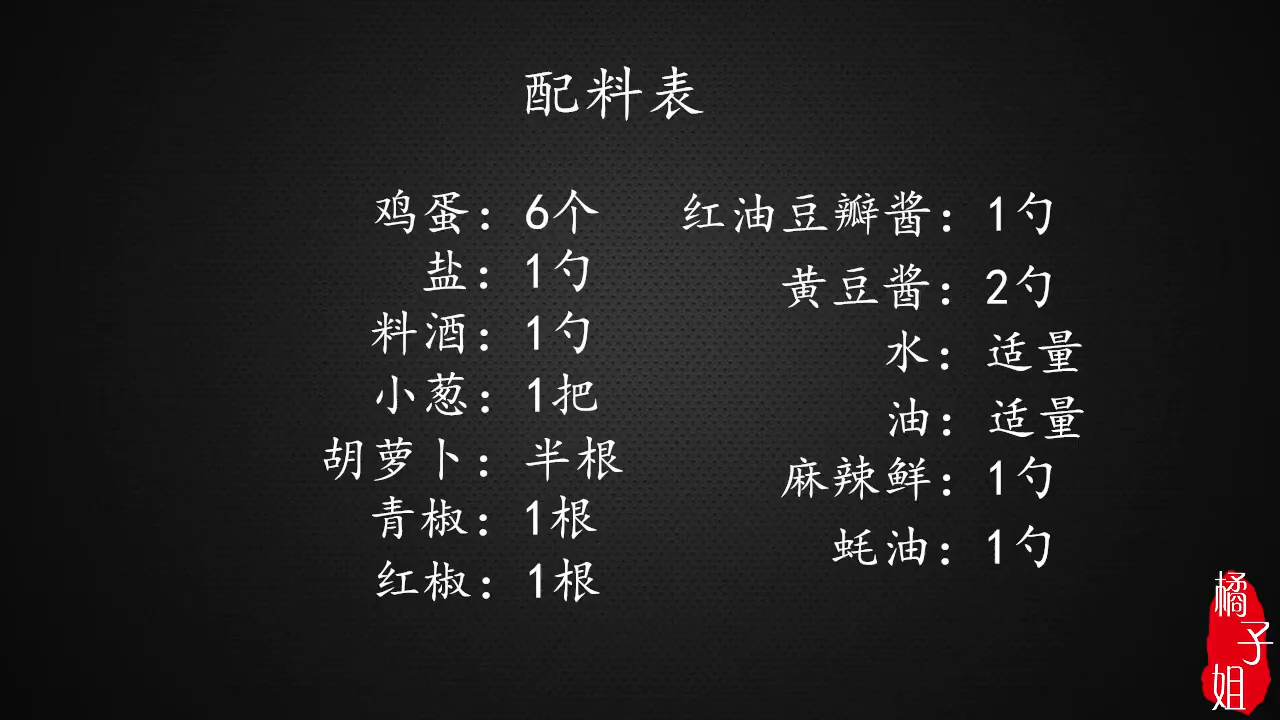 配料表
鸡蛋：6个
盐：1勺
料酒：1勺
小葱：1把
胡萝卜：半根
青椒：1根
红椒：1根
红油豆瓣酱：1勺
黄豆酱：2勺
水：适量
油：适量
麻辣鲜：1勺
蚝油：1勺
橘子姐